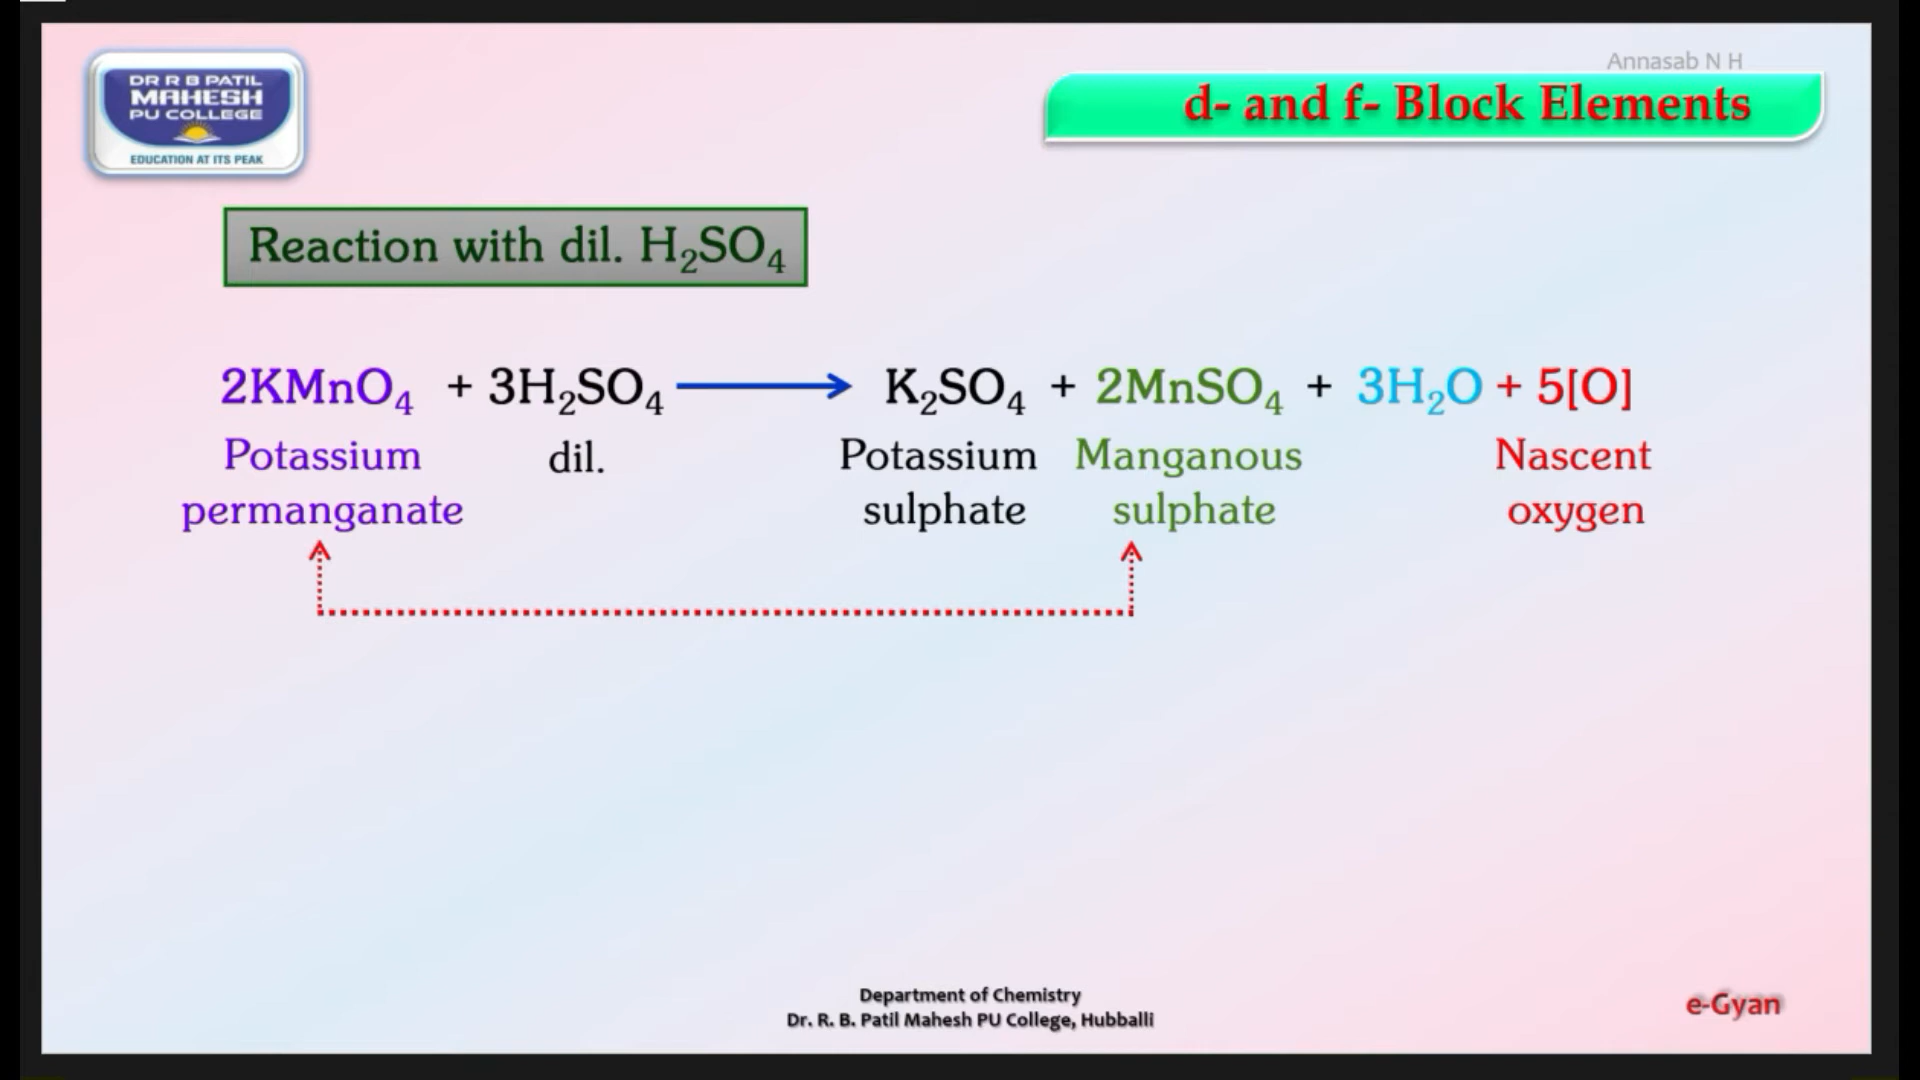 DR R B PATIL
MAHESH
PU COLLEGE
EDUCATION AT ITS PEAK
Annasab N H
d- and f- Block Elements
Reaction with dil. H₂SO₄
2KMnO₄ + 3H₂SO₄ ⟶ K₂SO₄ + 2MnSO₄ + 3H₂O + 5[O]
Potassium dil. Potassium Manganous Nascent
permanganate sulphate sulphate oxygen
Department of Chemistry
Dr. R. B. Patil Mahesh PU College, Hubballi
e-Gyan